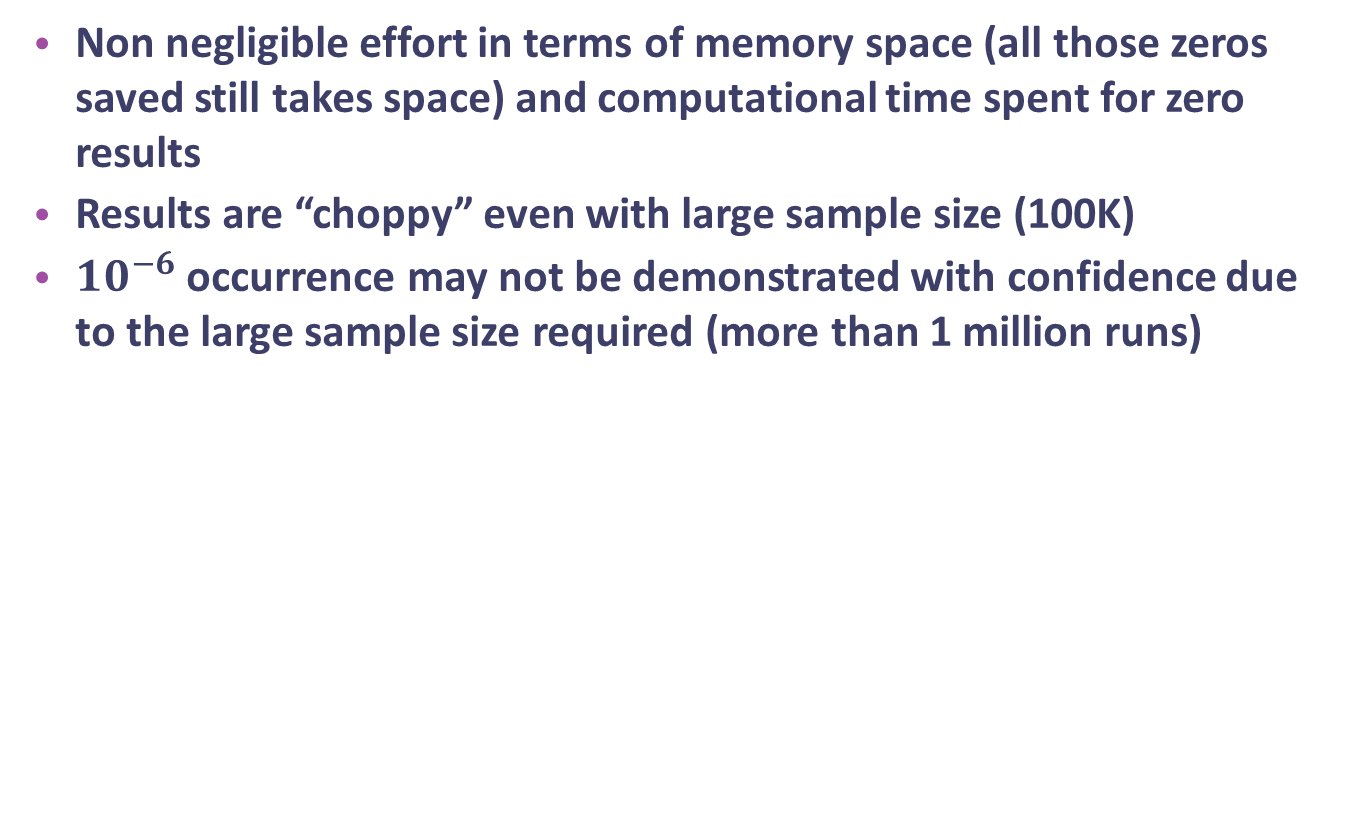 • Non negligible effort in terms of memory space (all those zeros
saved still takes space) and computational time spent for zero
results
• Results are “choppy” even with large sample size (100K)
• 10⁻⁶ occurrence may not be demonstrated with confidence due
to the large sample size required (more than 1 million runs)